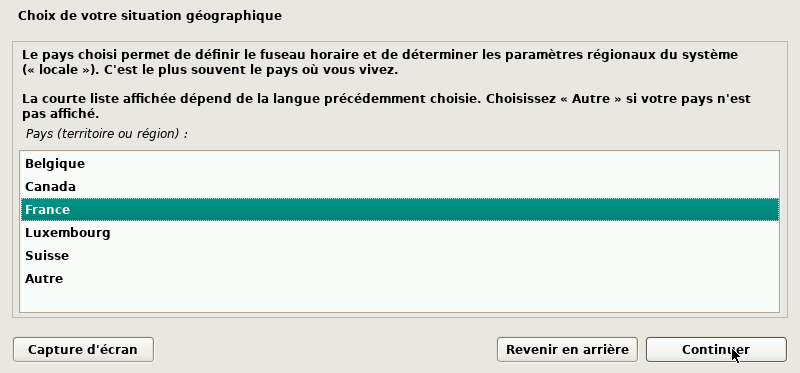 Choix de votre situation géographique
Le pays choisi permet de définir le fuseau horaire et de déterminer les paramètres régionaux du système
(« locale »). C'est le plus souvent le pays où vous vivez.
La courte liste affichée dépend de la langue précédemment choisie. Choisissez « Autre » si votre pays n'est
pas affiché.
Pays (territoire ou région) :
Belgique
Canada
France
Luxembourg
Suisse
Autre
Capture d'écran
Revenir en arrière
Continuer